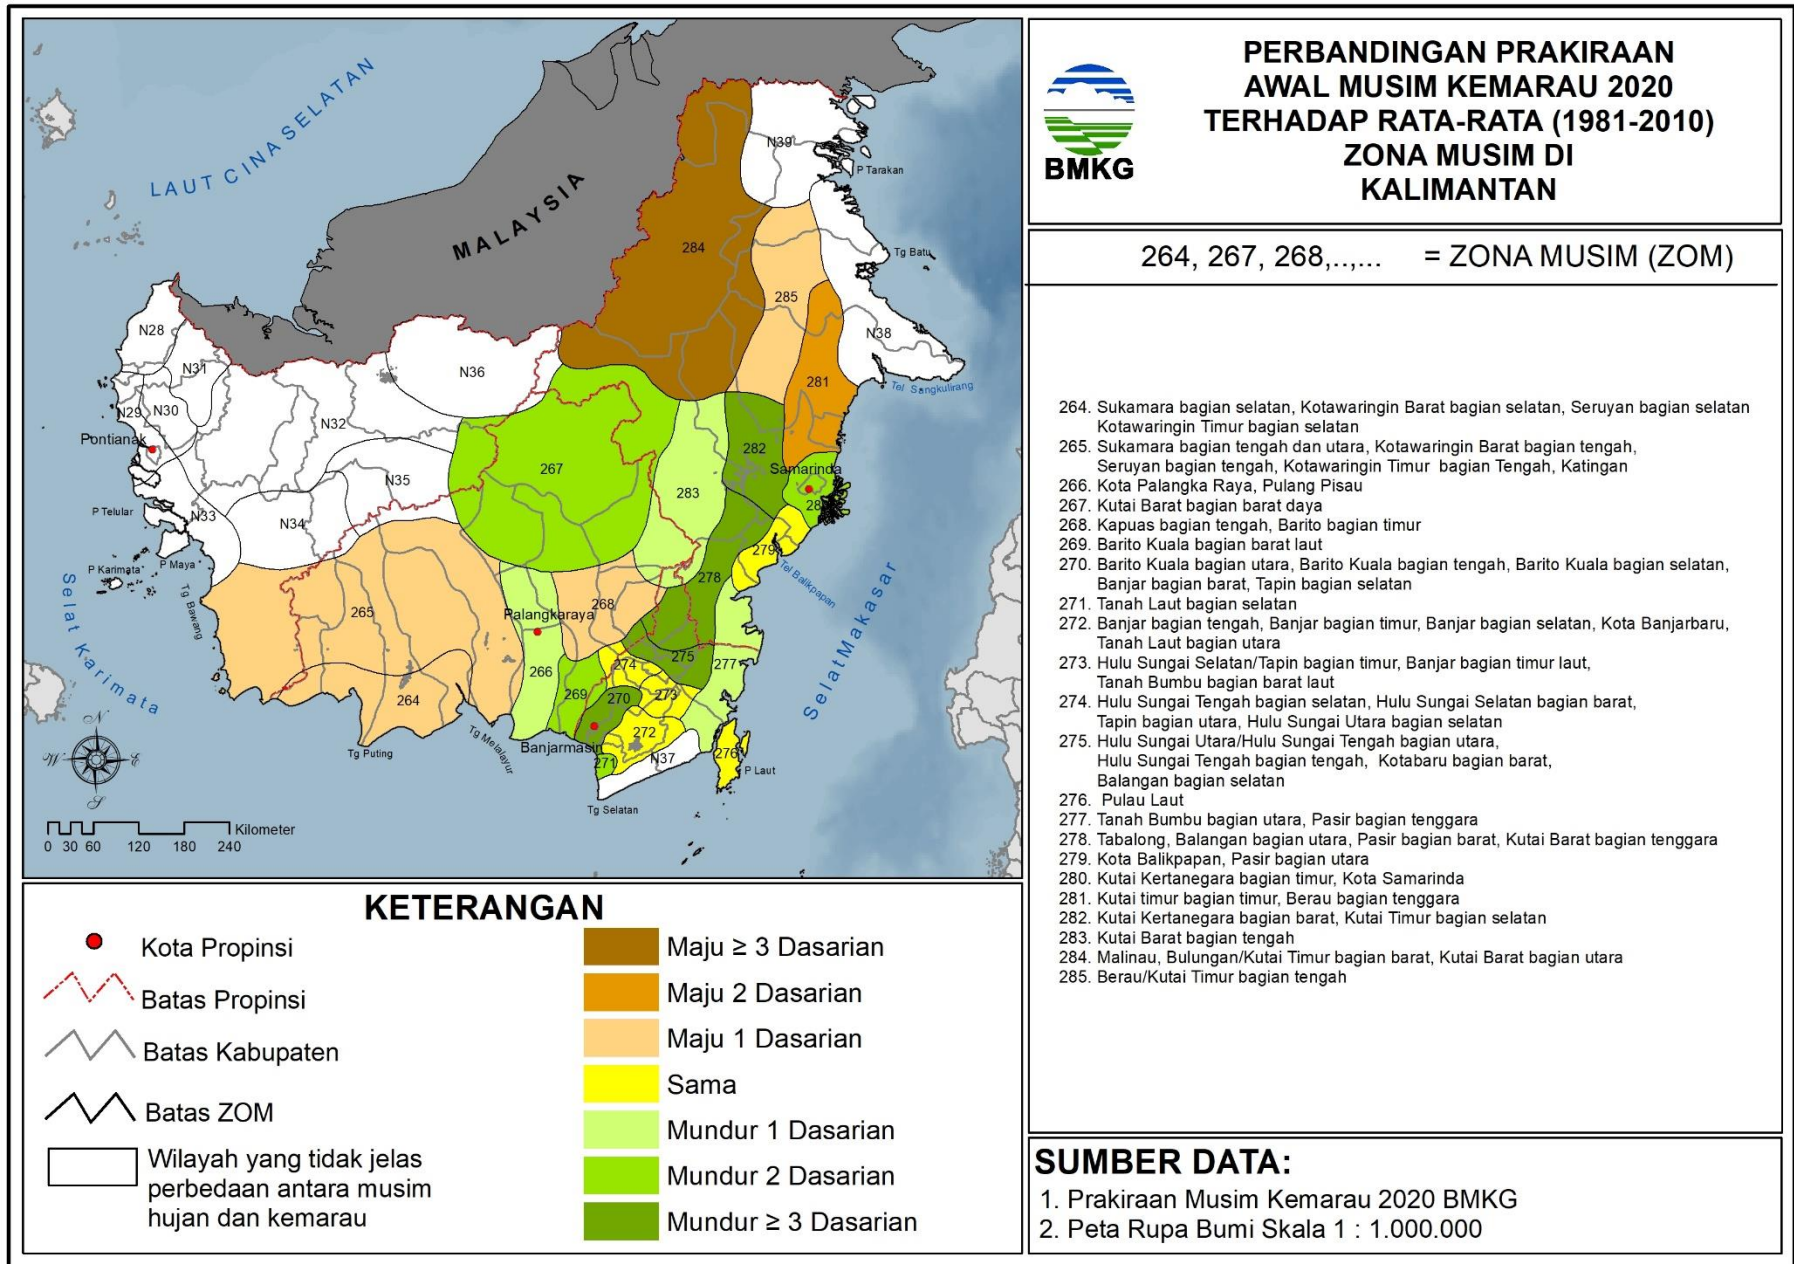 PERBANDINGAN PRAKIRAAN
AWAL MUSIM KEMARAU 2020
TERHADAP RATA-RATA (1981-2010)
ZONA MUSIM DI
KALIMANTAN
BMKG
264, 267, 268,..,... = ZONA MUSIM (ZOM)
264. Sukamara bagian selatan, Kotawaringin Barat bagian selatan, Seruyan bagian selatan
Kotawaringin Timur bagian selatan
265. Sukamara bagian tengah dan utara, Kotawaringin Barat bagian tengah,
Seruyan bagian tengah, Kotawaringin Timur bagian Tengah, Katingan
266. Kota Palangka Raya, Pulang Pisau
267. Kutai Barat bagian barat daya
268. Kapuas bagian tengah, Barito bagian timur
269. Barito Kuala bagian barat laut
270. Barito Kuala bagian utara, Barito Kuala bagian tengah, Barito Kuala bagian selatan,
Banjar bagian barat, Tapin bagian selatan
271. Tanah Laut bagian selatan
272. Banjar bagian tengah, Banjar bagian timur, Banjar bagian selatan, Kota Banjarbaru,
Tanah Laut bagian utara
273. Hulu Sungai Selatan/Tapin bagian timur, Banjar bagian timur laut,
Tanah Bumbu bagian barat laut
274. Hulu Sungai Tengah bagian selatan, Hulu Sungai Selatan bagian barat,
Tapin bagian utara, Hulu Sungai Utara bagian selatan
275. Hulu Sungai Utara/Hulu Sungai Tengah bagian utara,
Hulu Sungai Tengah bagian tengah, Kotabaru bagian barat,
Balangan bagian selatan
276. Pulau Laut
277. Tanah Bumbu bagian utara, Pasir bagian tenggara
278. Tabalong, Balangan bagian utara, Pasir bagian barat, Kutai Barat bagian tenggara
279. Kota Balikpapan, Pasir bagian utara
280. Kutai Kertanegara bagian timur, Kota Samarinda
281. Kutai timur bagian timur, Berau bagian tenggara
282. Kutai Kertanegara bagian barat, Kutai Timur bagian selatan
283. Kutai Barat bagian tengah
284. Malinau, Bulungan/Kutai Timur bagian barat, Kutai Barat bagian utara
285. Berau/Kutai Timur bagian tengah
SUMBER DATA:
1. Prakiraan Musim Kemarau 2020 BMKG
2. Peta Rupa Bumi Skala 1 : 1.000.000
LAUT CINA SELATAN
MALAYSIA
N39
P Tarakan
284
Tg Batu
285
N28
N38
N31
N36
281
Tel Sangkulirang
N29
N30
N32
Pontianak
267
282
Samarinda
N35
283
28
P Telular
N33
N34
279
P Karimata
P Maya
Tel Balikpapan
278
Selat Karimata
Tg Bawang
265
Palangkaraya
268
Selat Makasar
266
274
275
277
269
270
273
264
272
Banjarmasin
271
N37
276
Tg Puting
Tg Melalayur
P Laut
Tg Selatan
N
W
E
S
Kilometer
0 30 60 120 180 240
KETERANGAN
Kota Propinsi
Batas Propinsi
Batas Kabupaten
Batas ZOM
Wilayah yang tidak jelas
perbedaan antara musim
hujan dan kemarau
Maju ≥ 3 Dasarian
Maju 2 Dasarian
Maju 1 Dasarian
Sama
Mundur 1 Dasarian
Mundur 2 Dasarian
Mundur ≥ 3 Dasarian